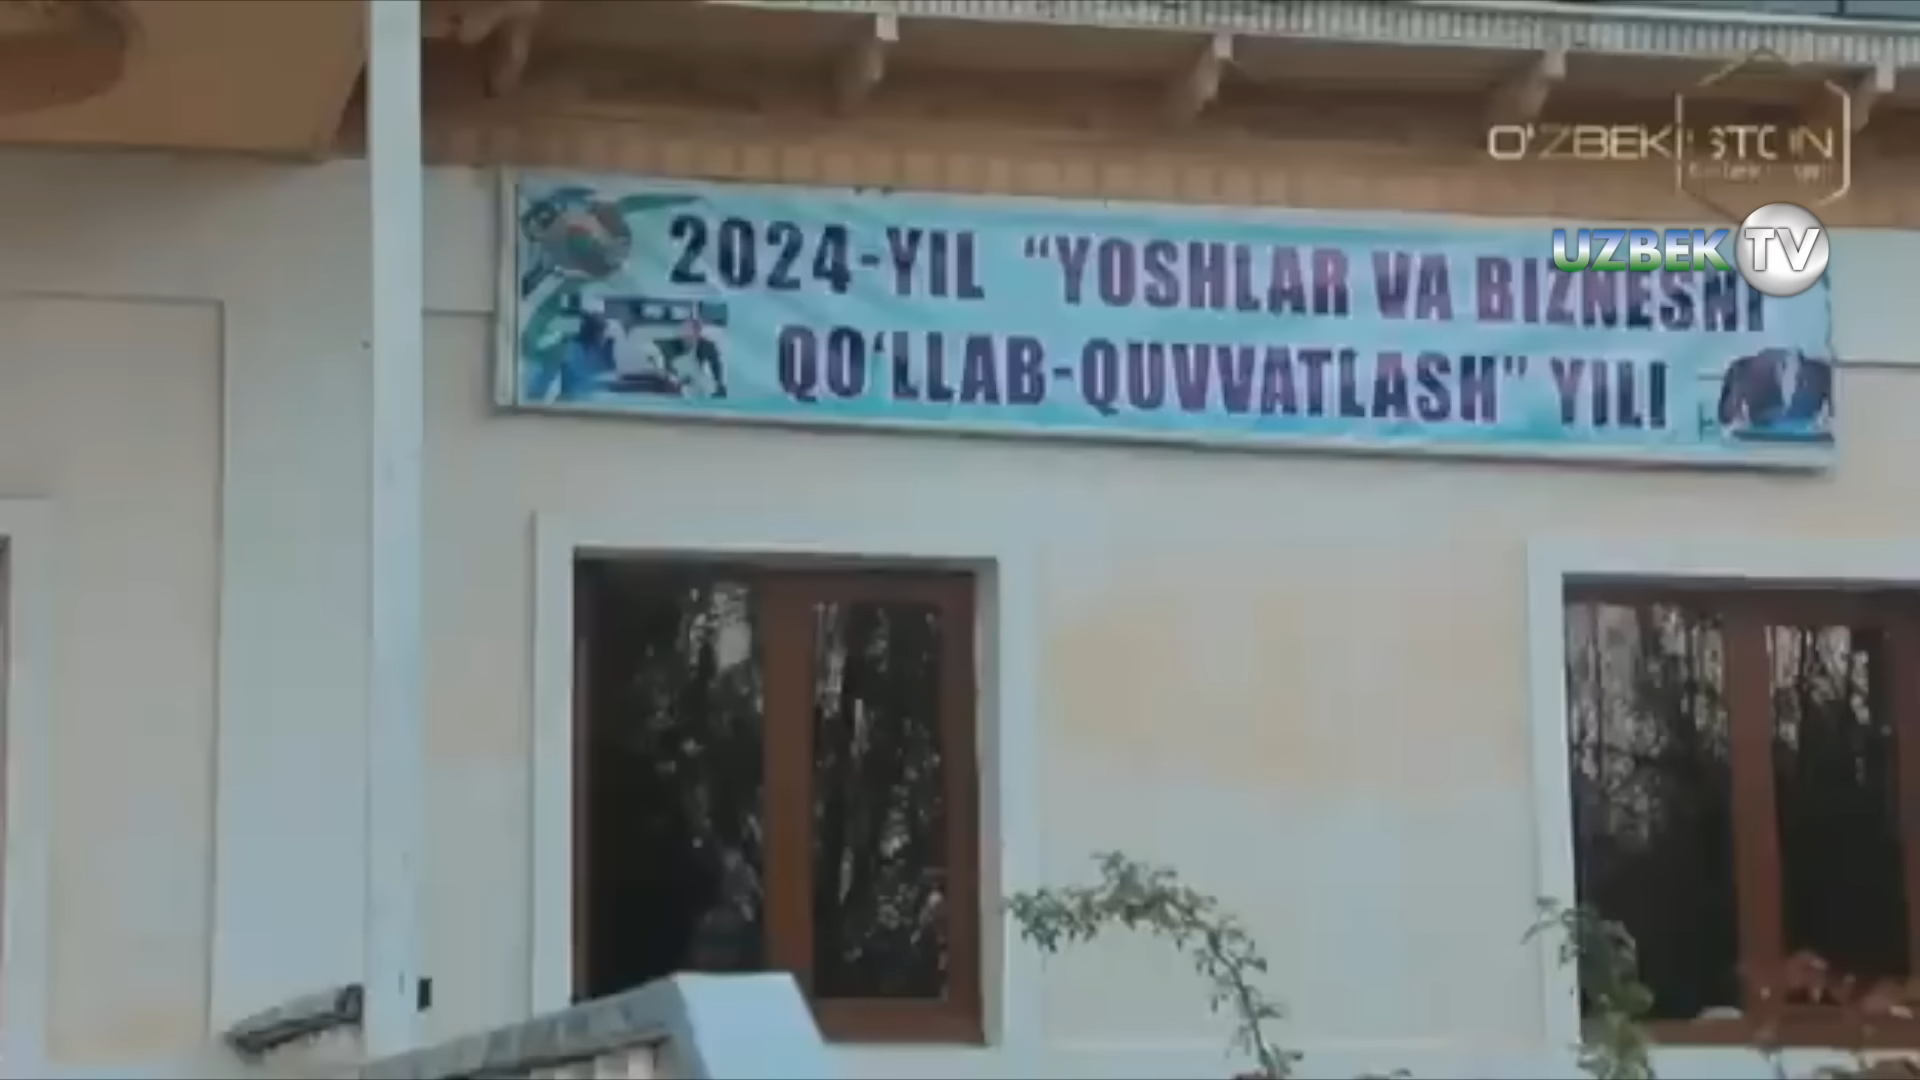 O'ZBEKISTON
UZBEK TV
2024-YIL “YOSHLAR VA BIZNESNI
QO‘LLAB-QUVVATLASH” YILI